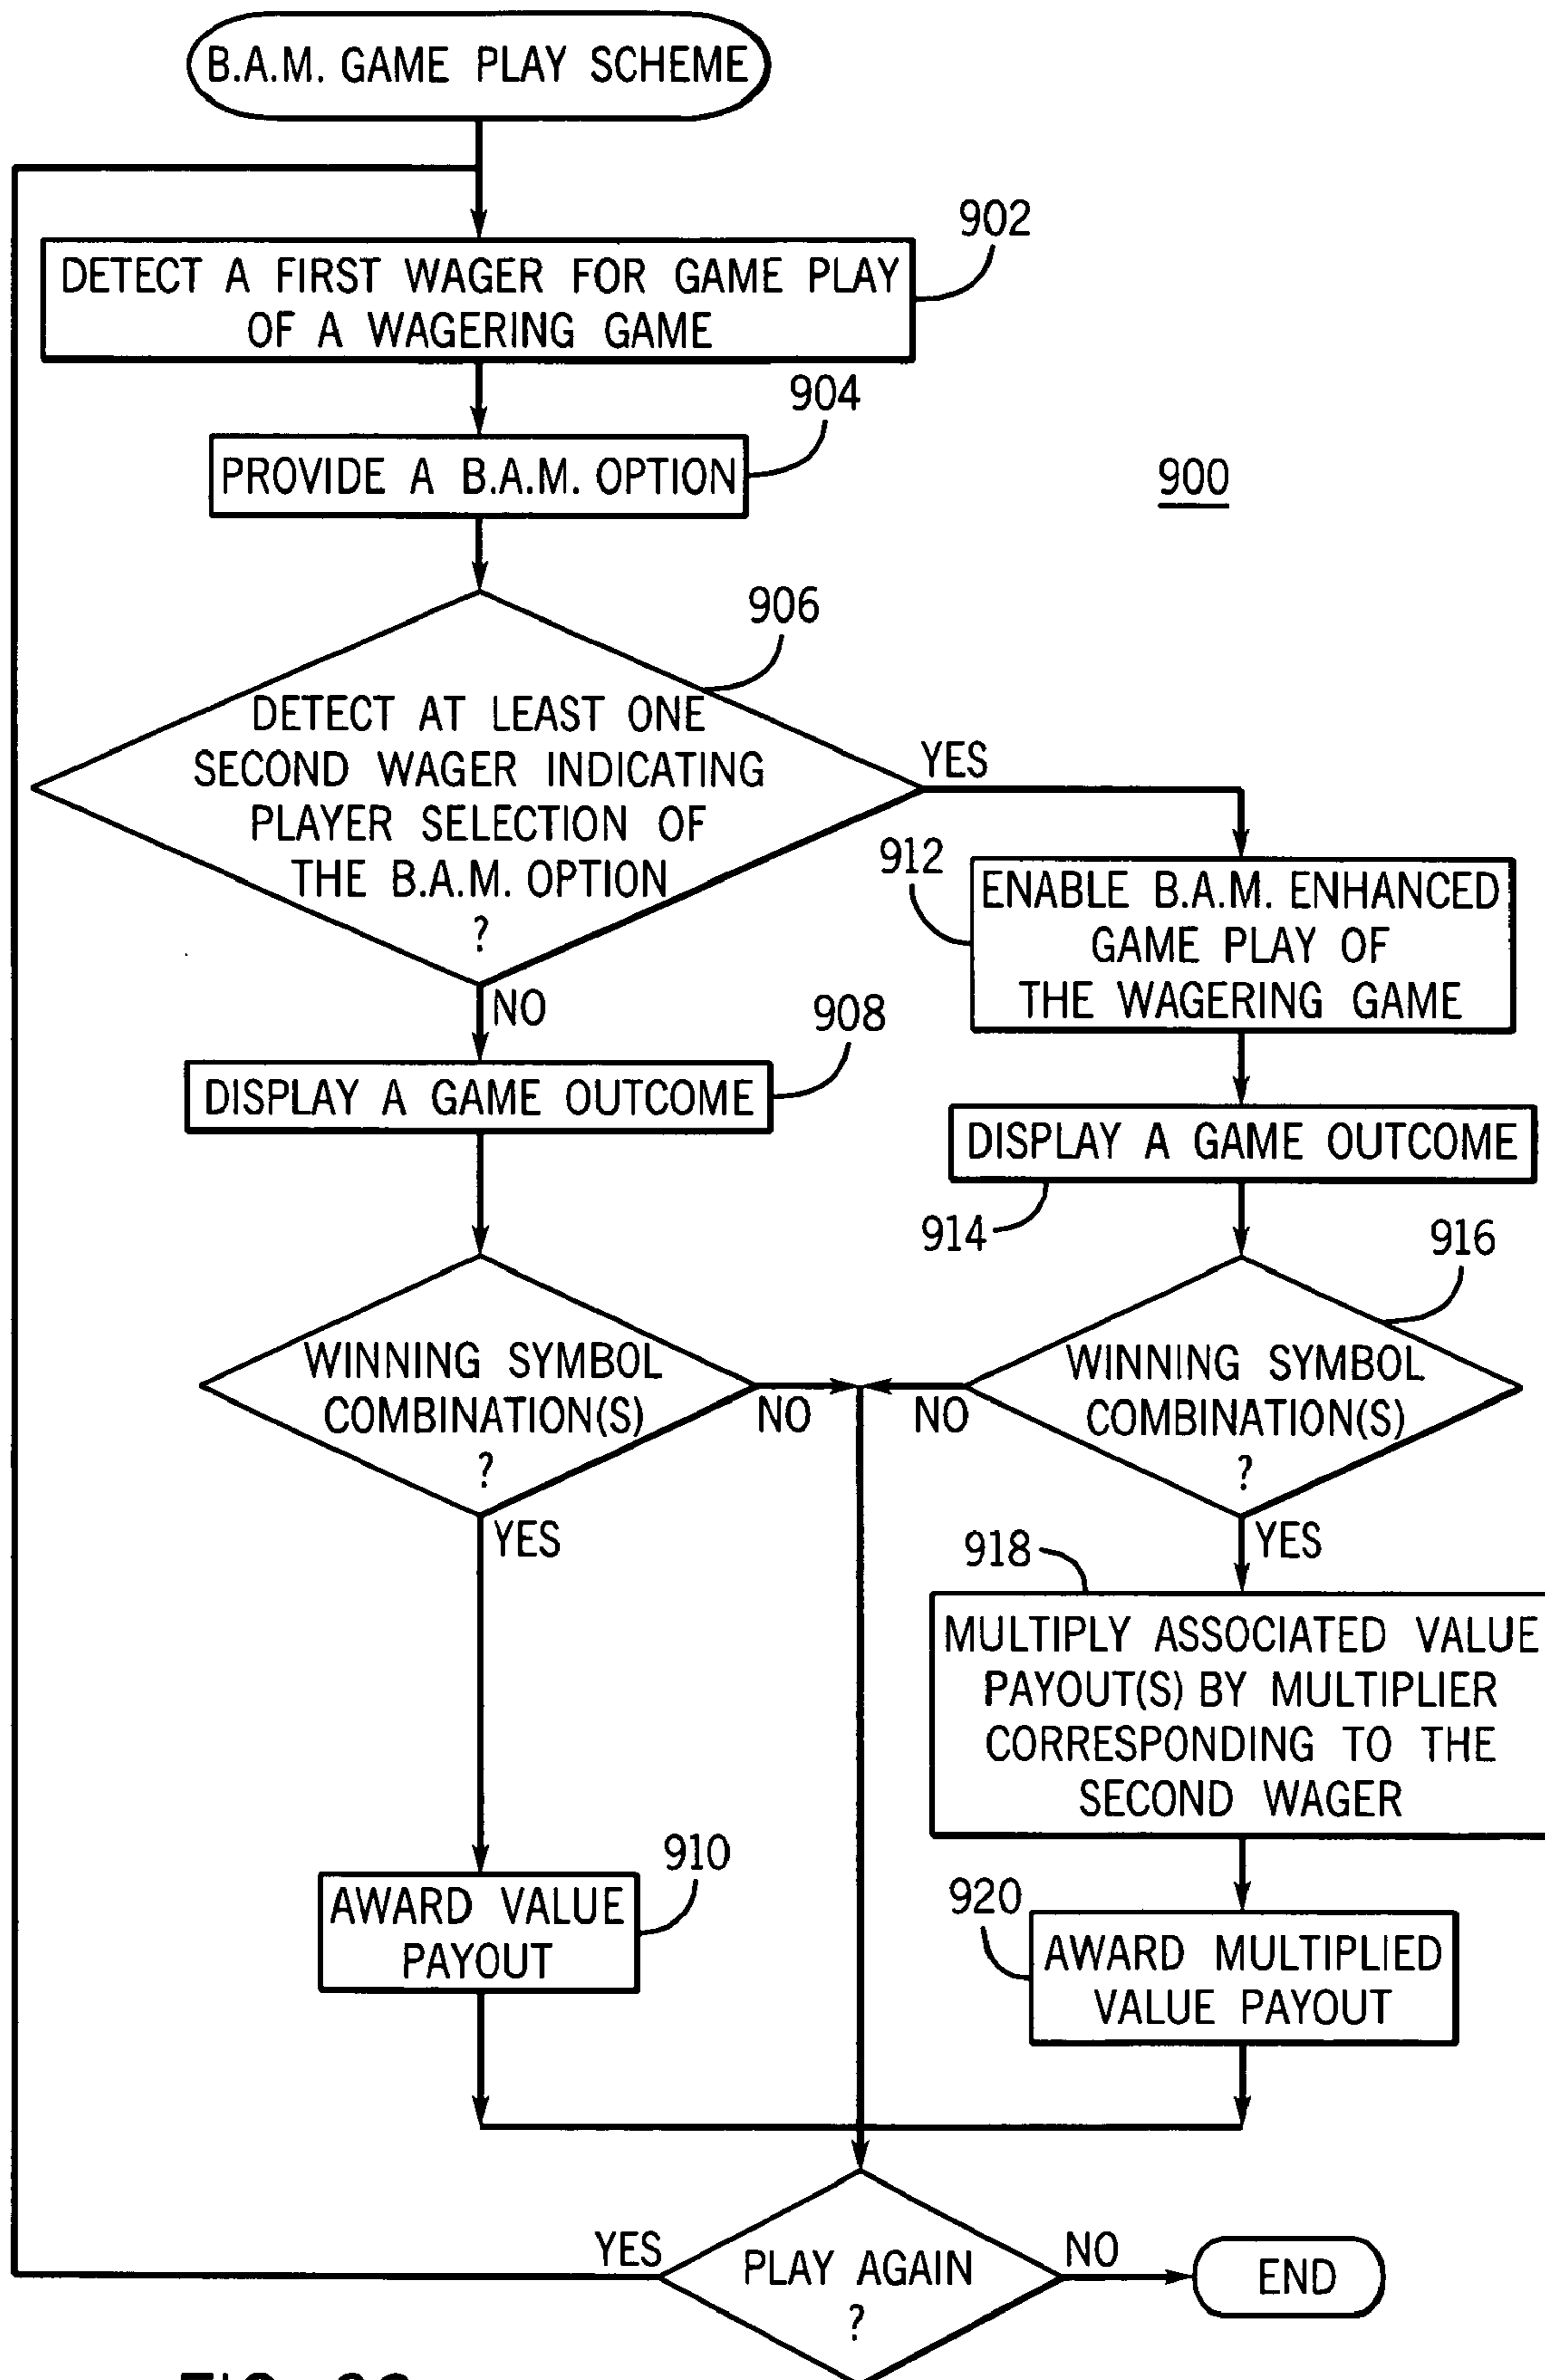 B.A.M. GAME PLAY SCHEME
902
DETECT A FIRST WAGER FOR GAME PLAY
OF A WAGERING GAME
904
PROVIDE A B.A.M. OPTION
900
906
DETECT AT LEAST ONE
SECOND WAGER INDICATING
PLAYER SELECTION OF
THE B.A.M. OPTION
?
YES
NO
912
ENABLE B.A.M. ENHANCED
GAME PLAY OF
THE WAGERING GAME
908
DISPLAY A GAME OUTCOME
DISPLAY A GAME OUTCOME
914
916
WINNING SYMBOL
COMBINATION(S)
?
NO
YES
WINNING SYMBOL
COMBINATION(S)
?
NO
YES
918
MULTIPLY ASSOCIATED VALUE
PAYOUT(S) BY MULTIPLIER
CORRESPONDING TO THE
SECOND WAGER
910
AWARD VALUE
PAYOUT
920
AWARD MULTIPLIED
VALUE PAYOUT
YES
PLAY AGAIN
?
NO
END